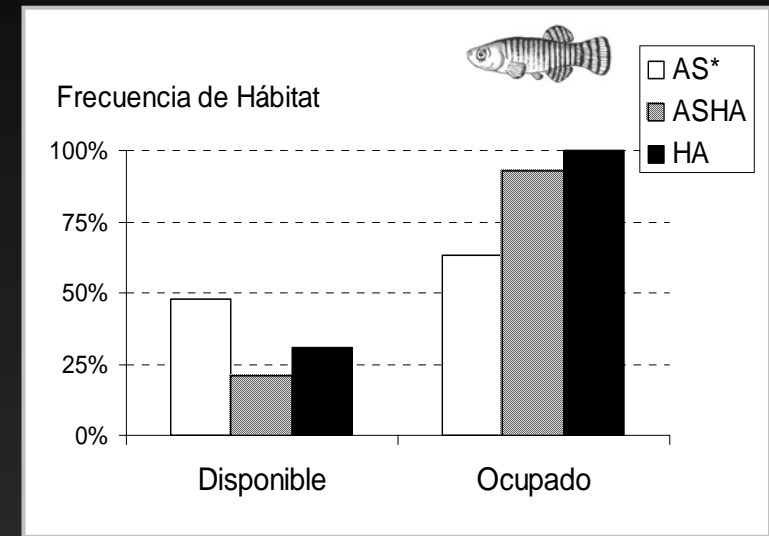 AS*
ASHA
HA
Frecuencia de Hábitat
100%
75%
50%
25%
0%
Disponible
Ocupado